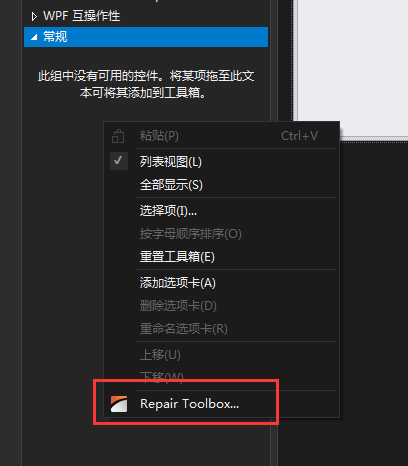 WPF 互操作性
常规
此组中没有可用的控件。将某项拖至此文
本可将其添加到工具箱。
粘贴(P) Ctrl+V
列表视图(L)
全部显示(S)
选择项(I)...
按字母顺序排序(O)
重置工具箱(E)
添加选项卡(A)
删除选项卡(D)
重命名选项卡(R)
上移(U)
下移(W)
Repair Toolbox...